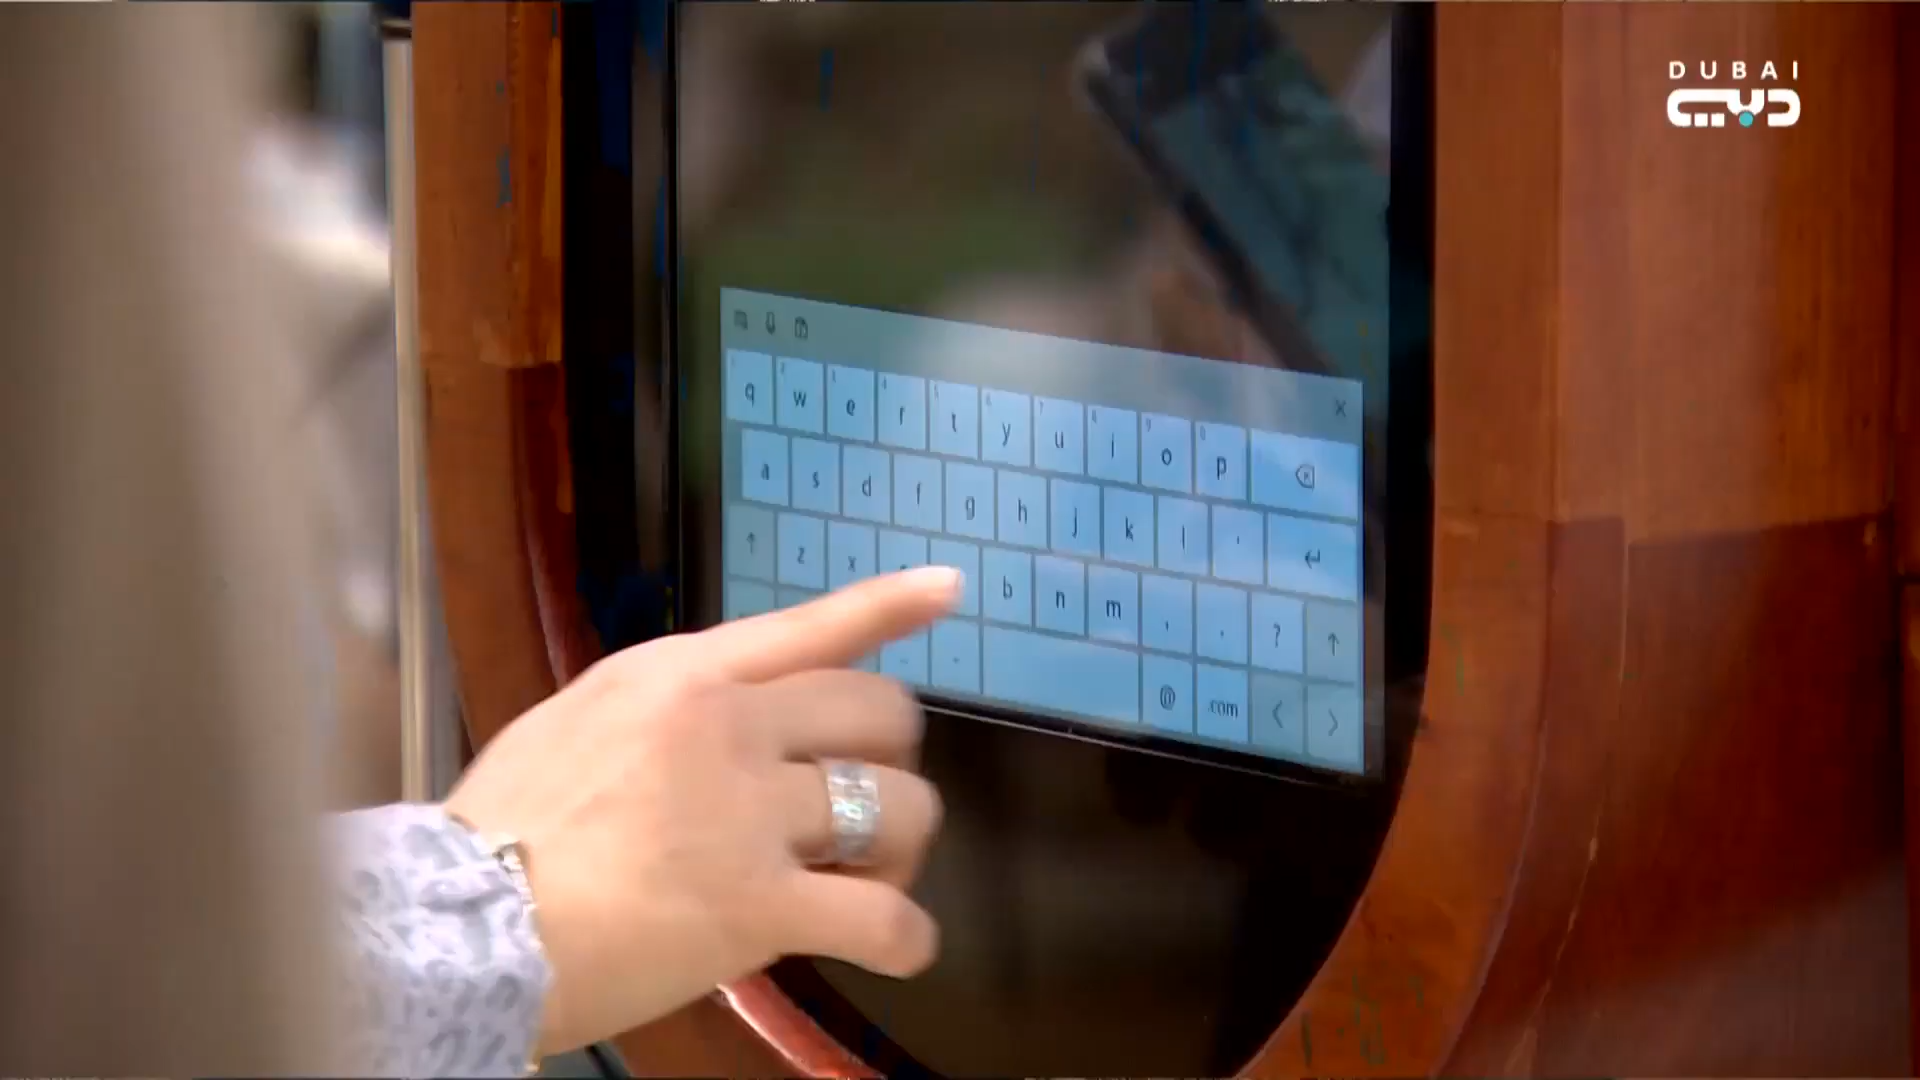 DUBAI
دبي
q w e r t y u i o p
a s d f g h j k l '
z x b n m , . ?
- @ .com